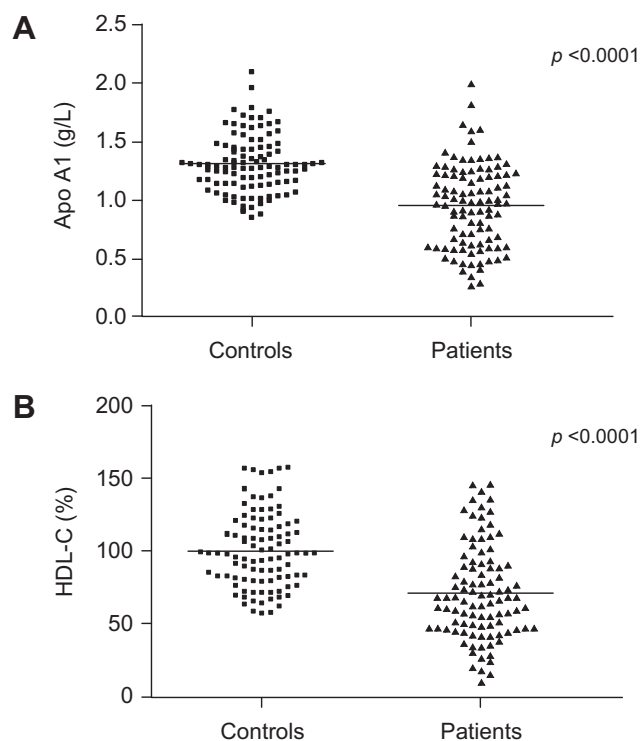 A
p <0.0001
Apo A1 (g/L)
2.5
2.0
1.5
1.0
0.5
0.0
Controls Patients
B
p <0.0001
HDL-C (%)
200
150
100
50
0
Controls Patients